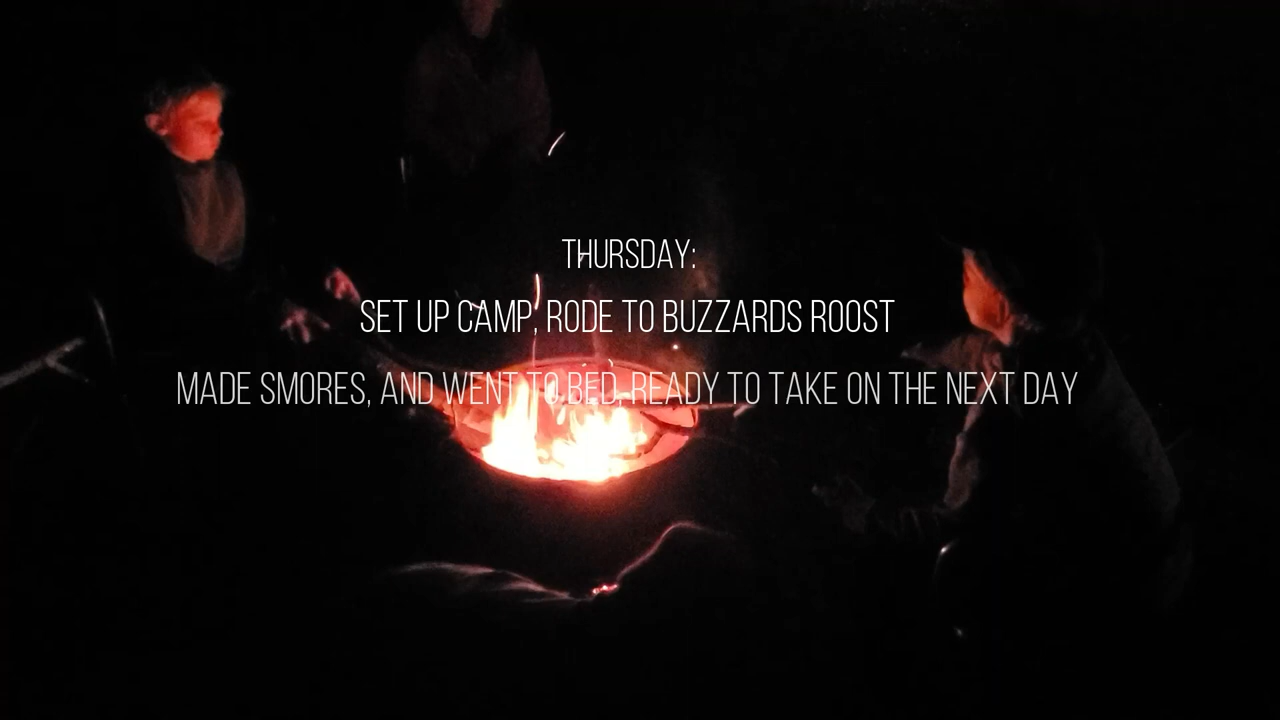 THURSDAY:
SET UP CAMP, RODE TO BUZZARDS ROOST
MADE SMORES, AND WENT TO BED, READY TO TAKE ON THE NEXT DAY